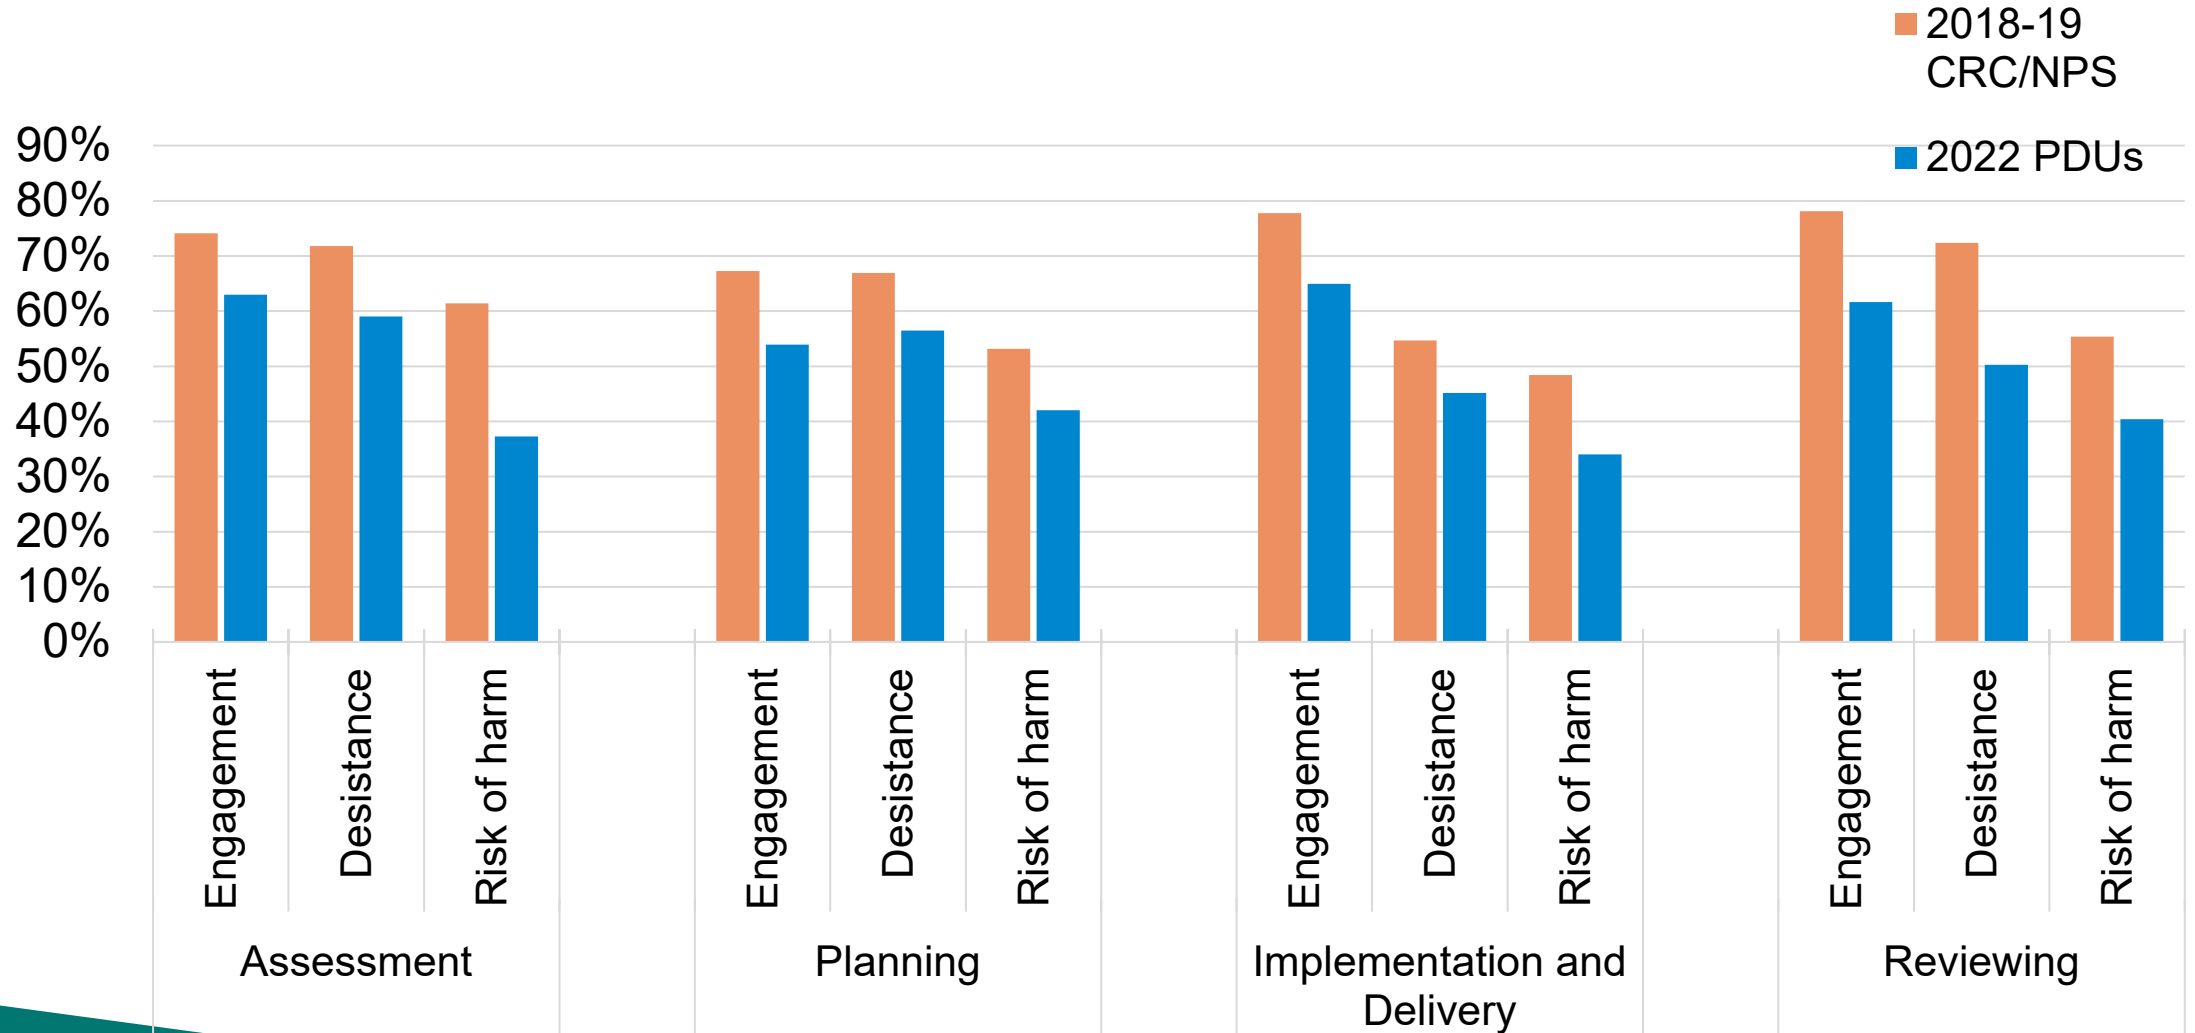 2018-19
CRC/NPS
2022 PDUs
90%
80%
70%
60%
50%
40%
30%
20%
10%
0%
Engagement
Desistance
Risk of harm
Engagement
Desistance
Risk of harm
Engagement
Desistance
Risk of harm
Engagement
Desistance
Risk of harm
Assessment
Planning
Implementation and
Delivery
Reviewing